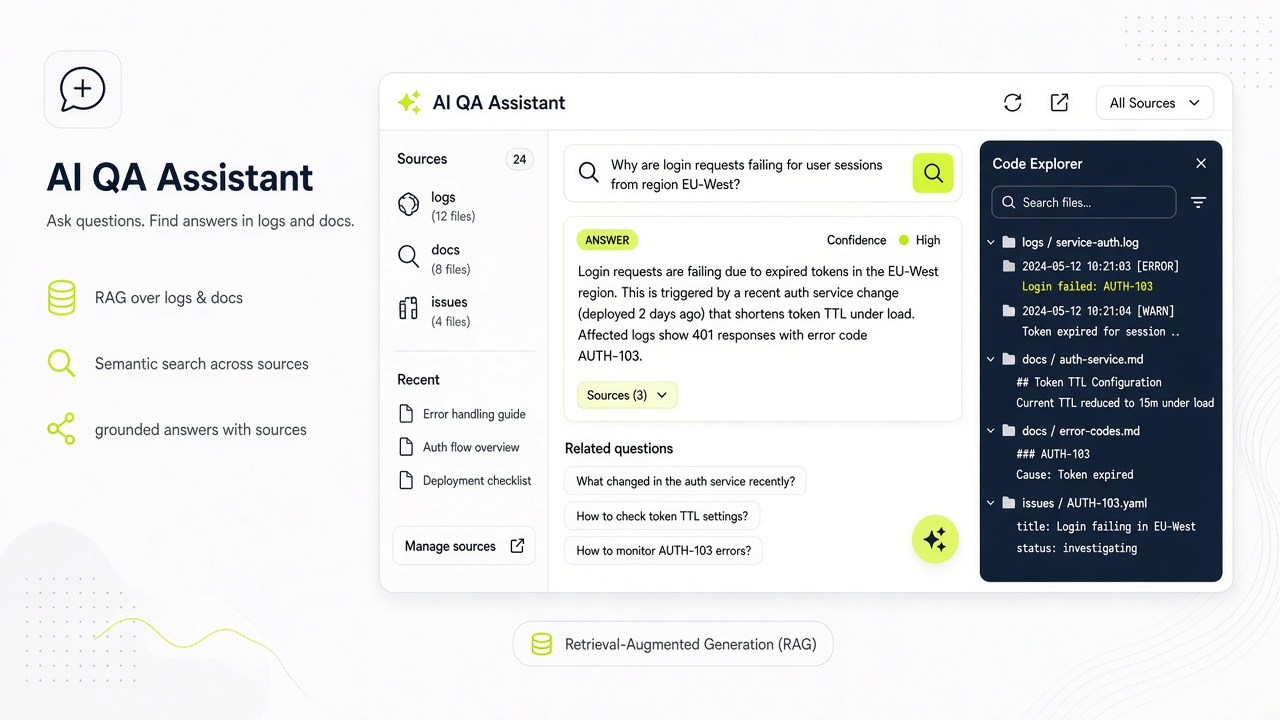 AI QA Assistant
Ask questions. Find answers in logs and docs.
RAG over logs & docs
Semantic search across sources
grounded answers with sources
AI QA Assistant
All Sources
Sources
24
logs
(12 files)
docs
(8 files)
issues
(4 files)
Recent
Error handling guide
Auth flow overview
Deployment checklist
Manage sources
Why are login requests failing for user sessions
from region EU-West?
ANSWER
Confidence
High
Login requests are failing due to expired tokens in the EU-West
region. This is triggered by a recent auth service change
(deployed 2 days ago) that shortens token TTL under load.
Affected logs show 401 responses with error code
AUTH-103.
Sources (3)
Related questions
What changed in the auth service recently?
How to check token TTL settings?
How to monitor AUTH-103 errors?
Code Explorer
Search files...
logs / service-auth.log
2024-05-12 10:21:03 [ERROR]
Login failed: AUTH-103
2024-05-12 10:21:04 [WARN]
Token expired for session ..
docs / auth-service.md
## Token TTL Configuration
Current TTL reduced to 15m under load
docs / error-codes.md
### AUTH-103
Cause: Token expired
issues / AUTH-103.yaml
title: Login failing in EU-West
status: investigating
Retrieval-Augmented Generation (RAG)